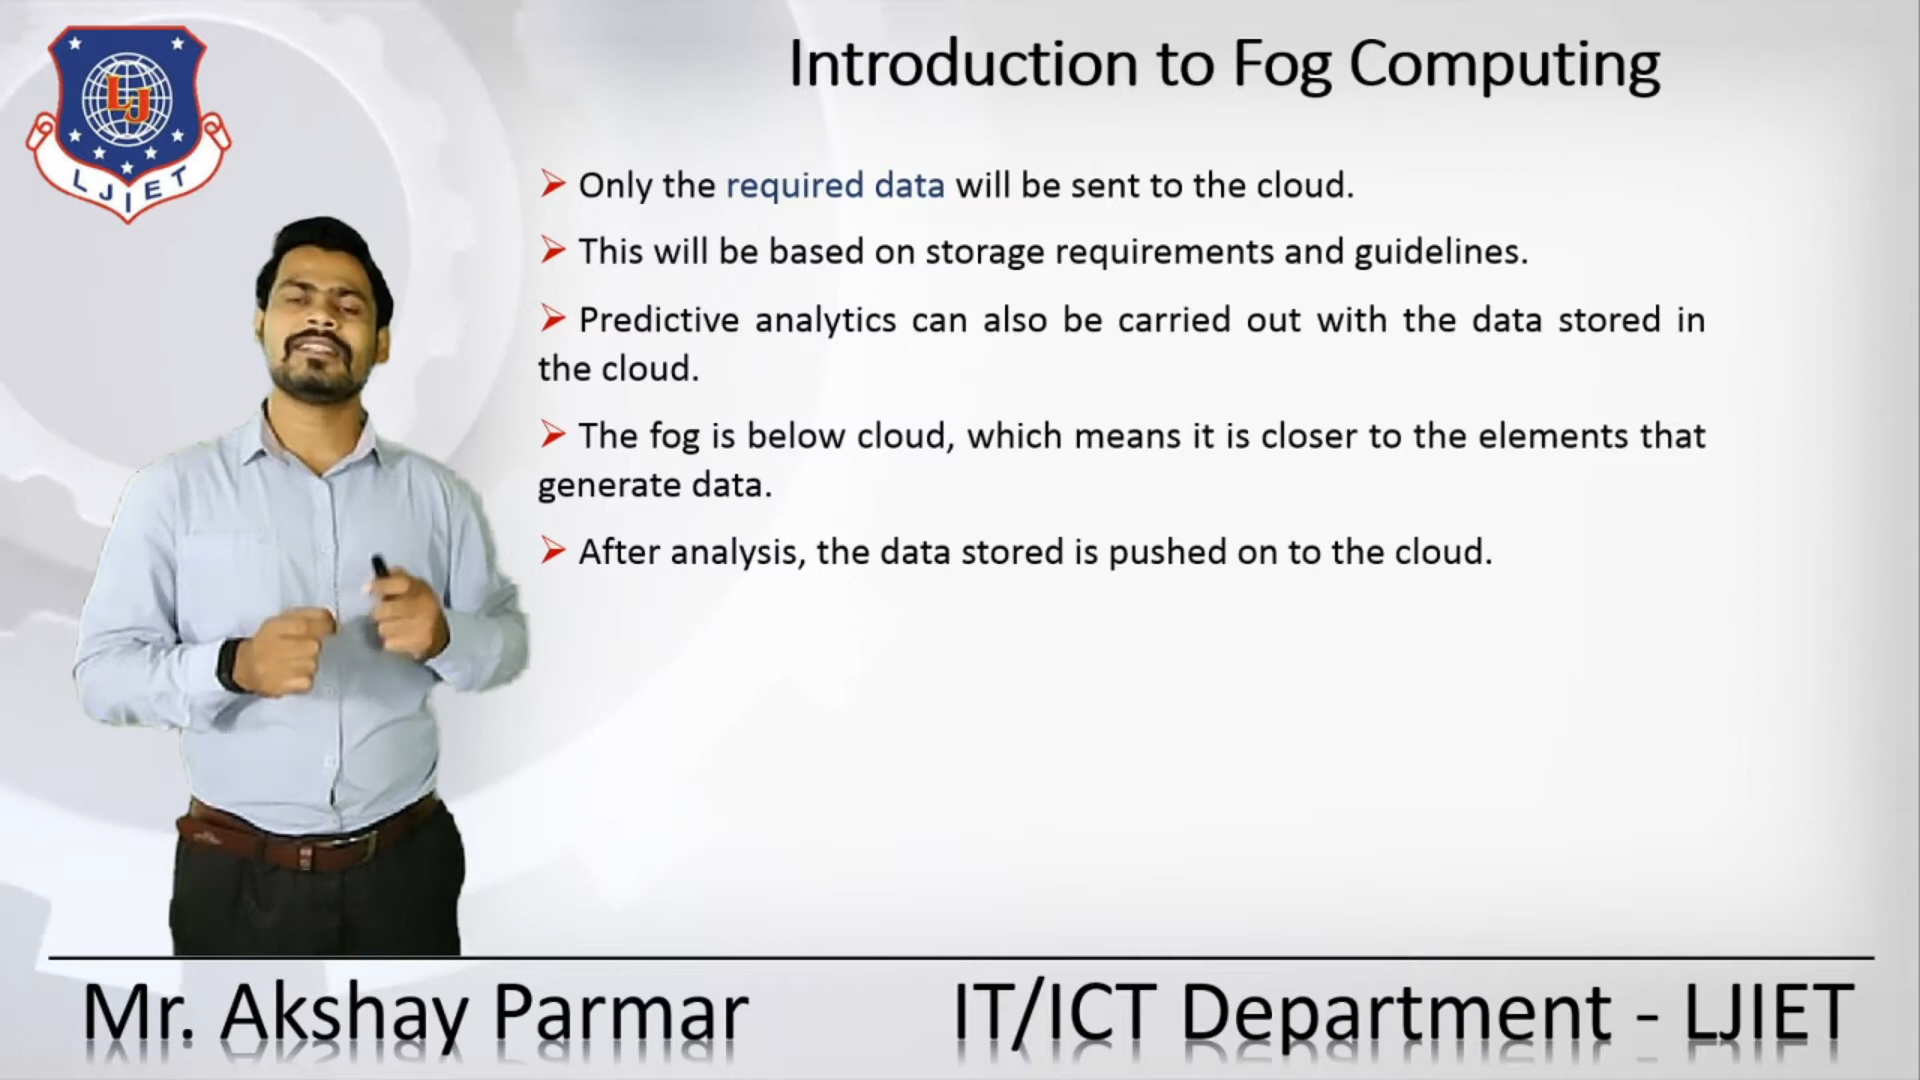 LJ
LJIET
Introduction to Fog Computing
➢ Only the required data will be sent to the cloud.
➢ This will be based on storage requirements and guidelines.
➢ Predictive analytics can also be carried out with the data stored in
the cloud.
➢ The fog is below cloud, which means it is closer to the elements that
generate data.
➢ After analysis, the data stored is pushed on to the cloud.
Mr. Akshay Parmar
IT/ICT Department - LJIET